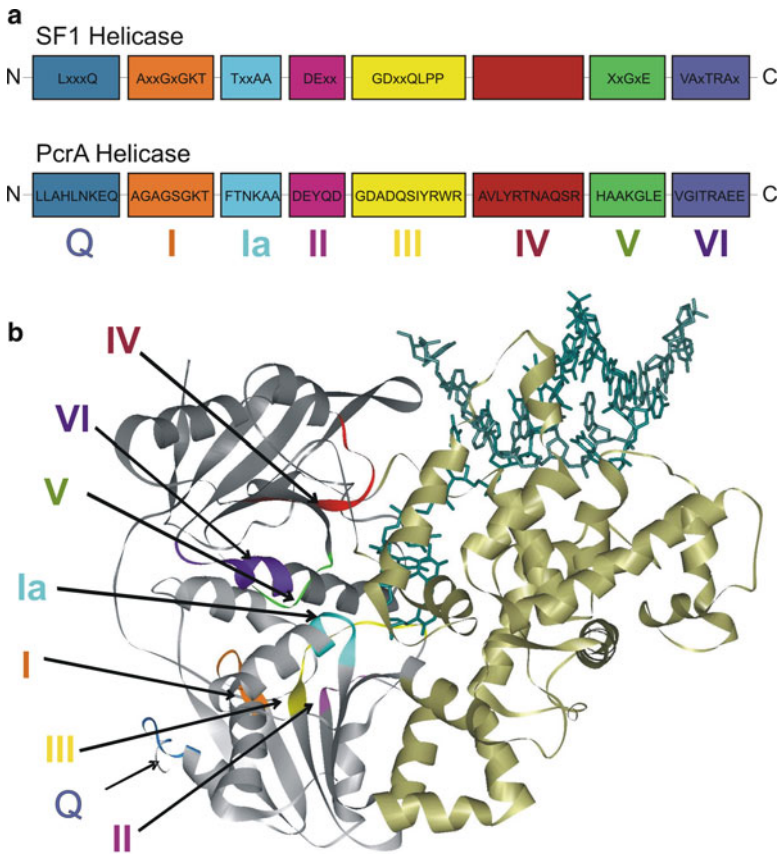 a
SF1 Helicase
N LxxxQ AxxGxGKT TxxAA DExx GDxxQLPP XxGxE VAxTRAx C
PcrA Helicase
N LLAHLNKEQ AGAGSGKT FTNKAA DEYQD GDADQSIYRWR AVLYRTNAQSR HAAKGLE VGITRAEE C
Q I Ia II III IV V VI
b
IV
VI
V
Ia
I
III
Q
II